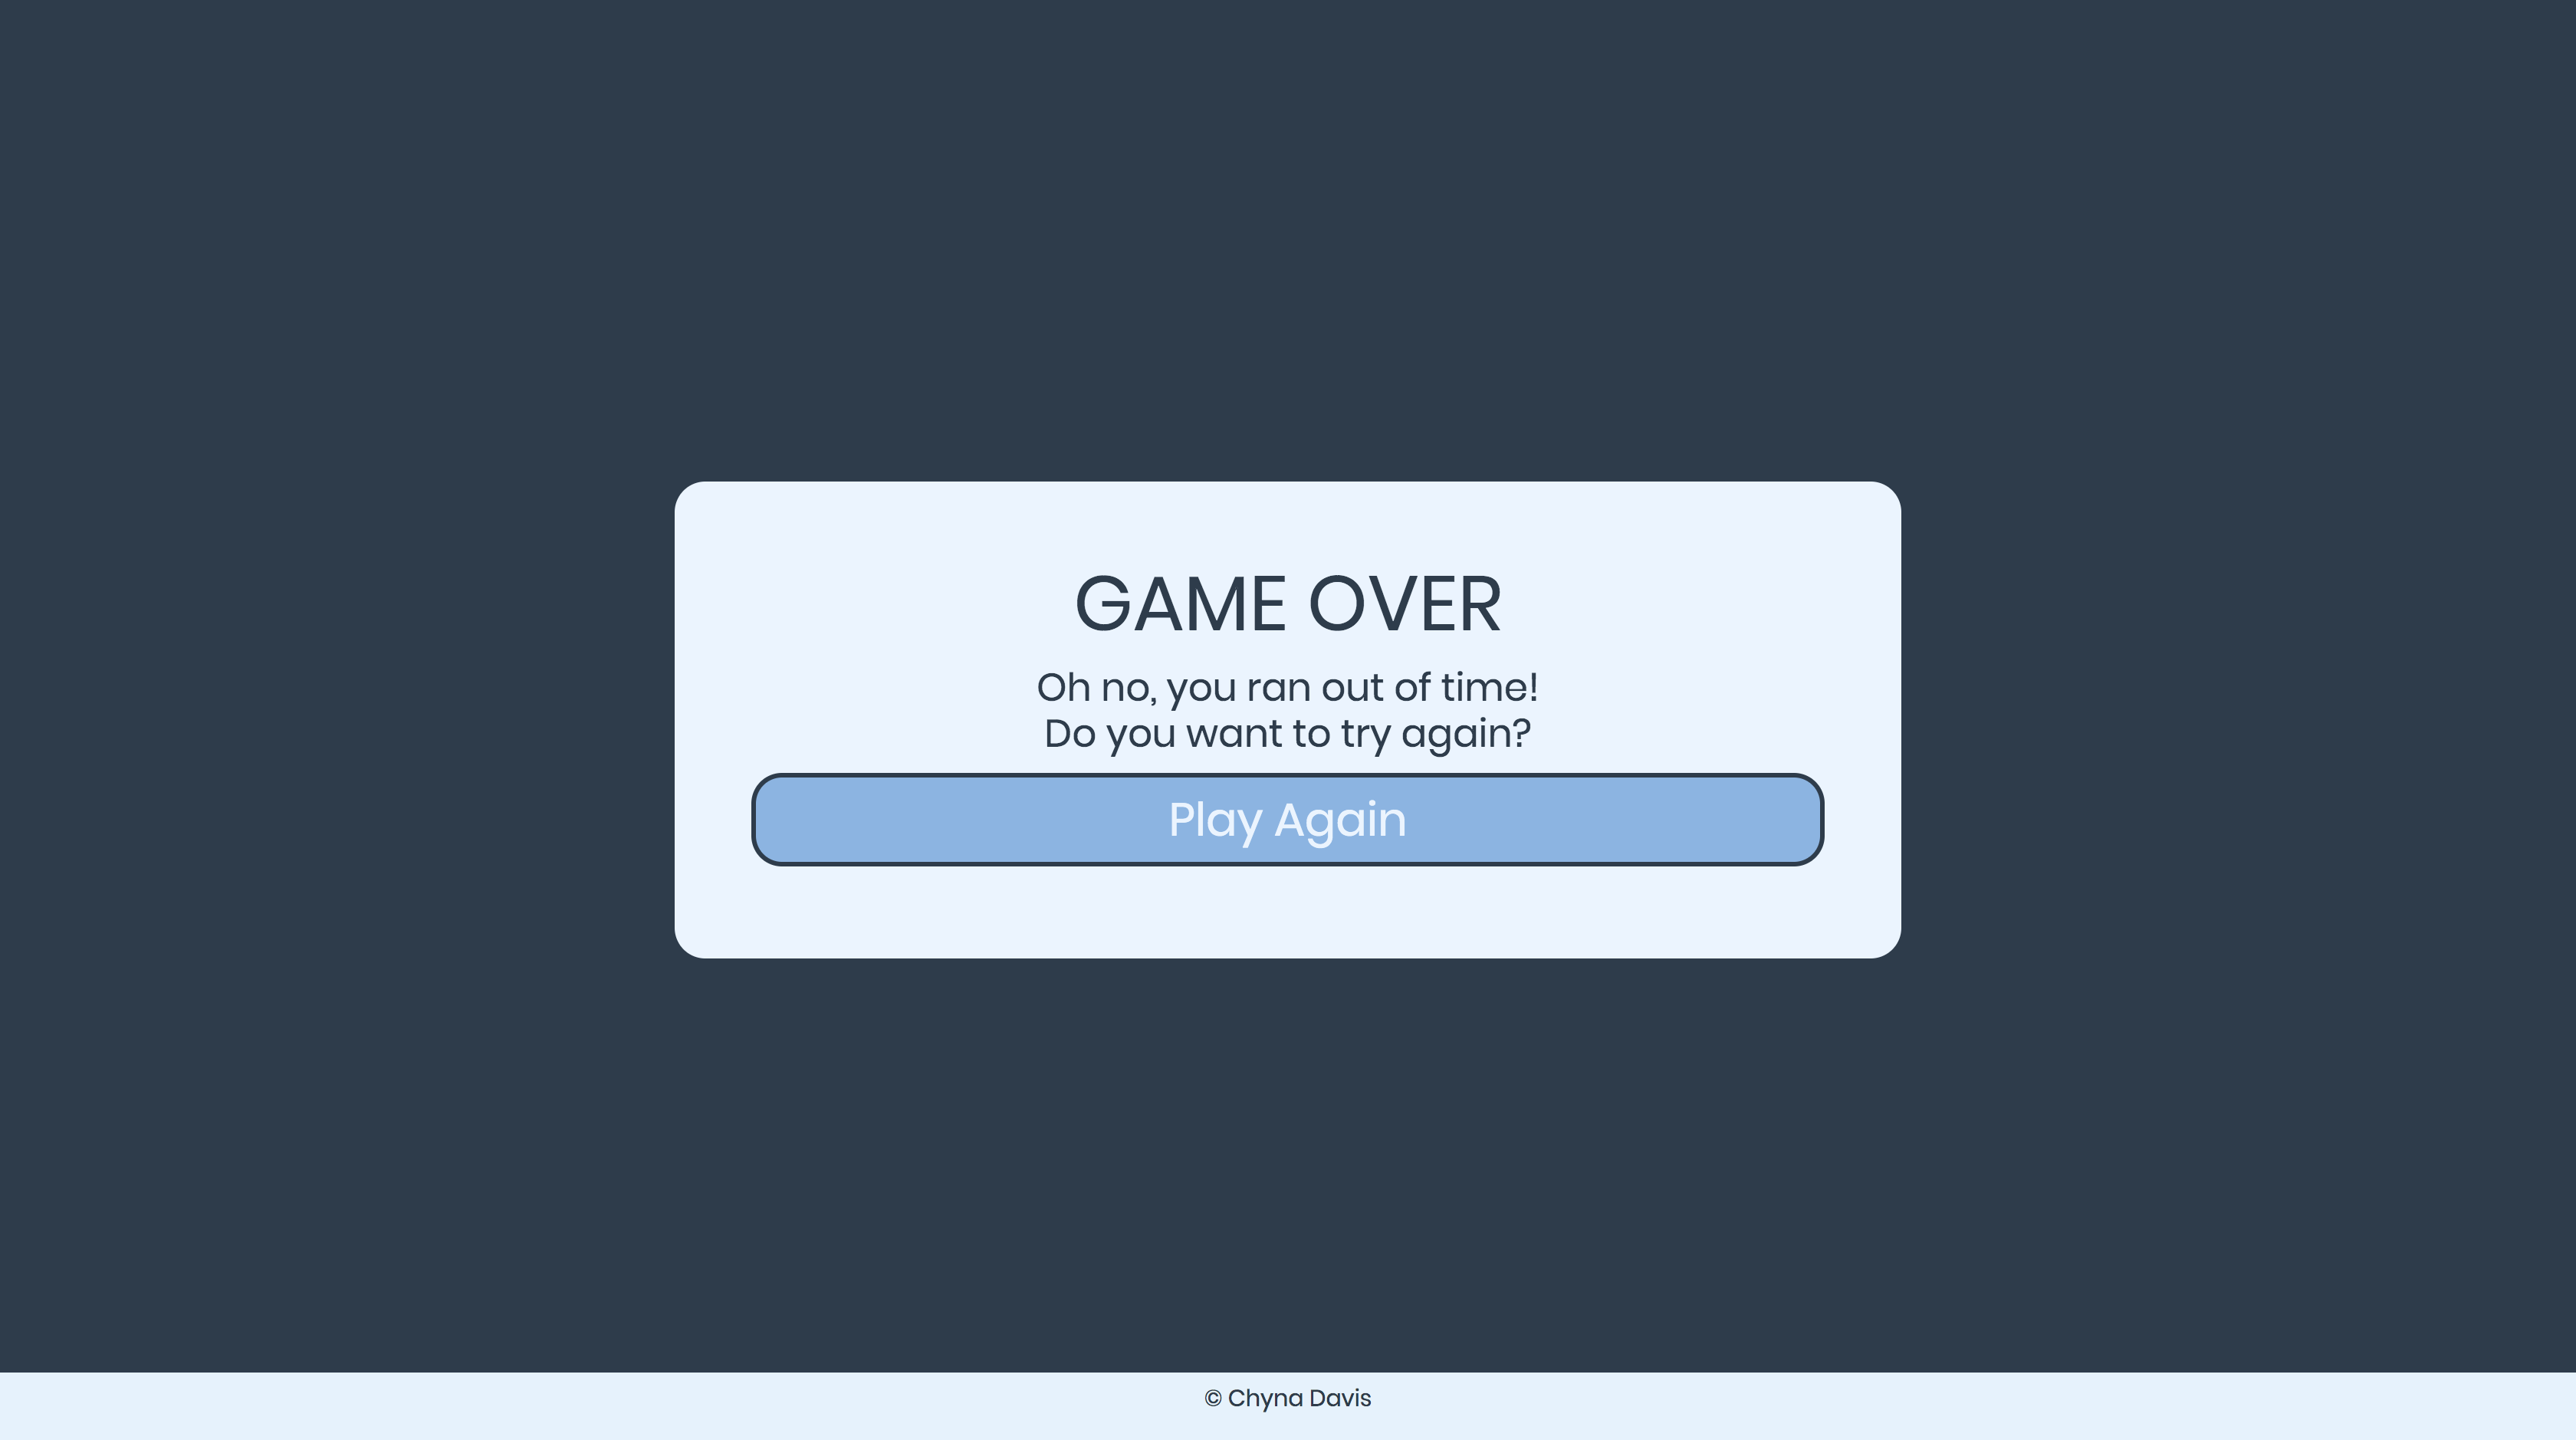 GAME OVER
Oh no, you ran out of time!
Do you want to try again?
Play Again
© Chyna Davis